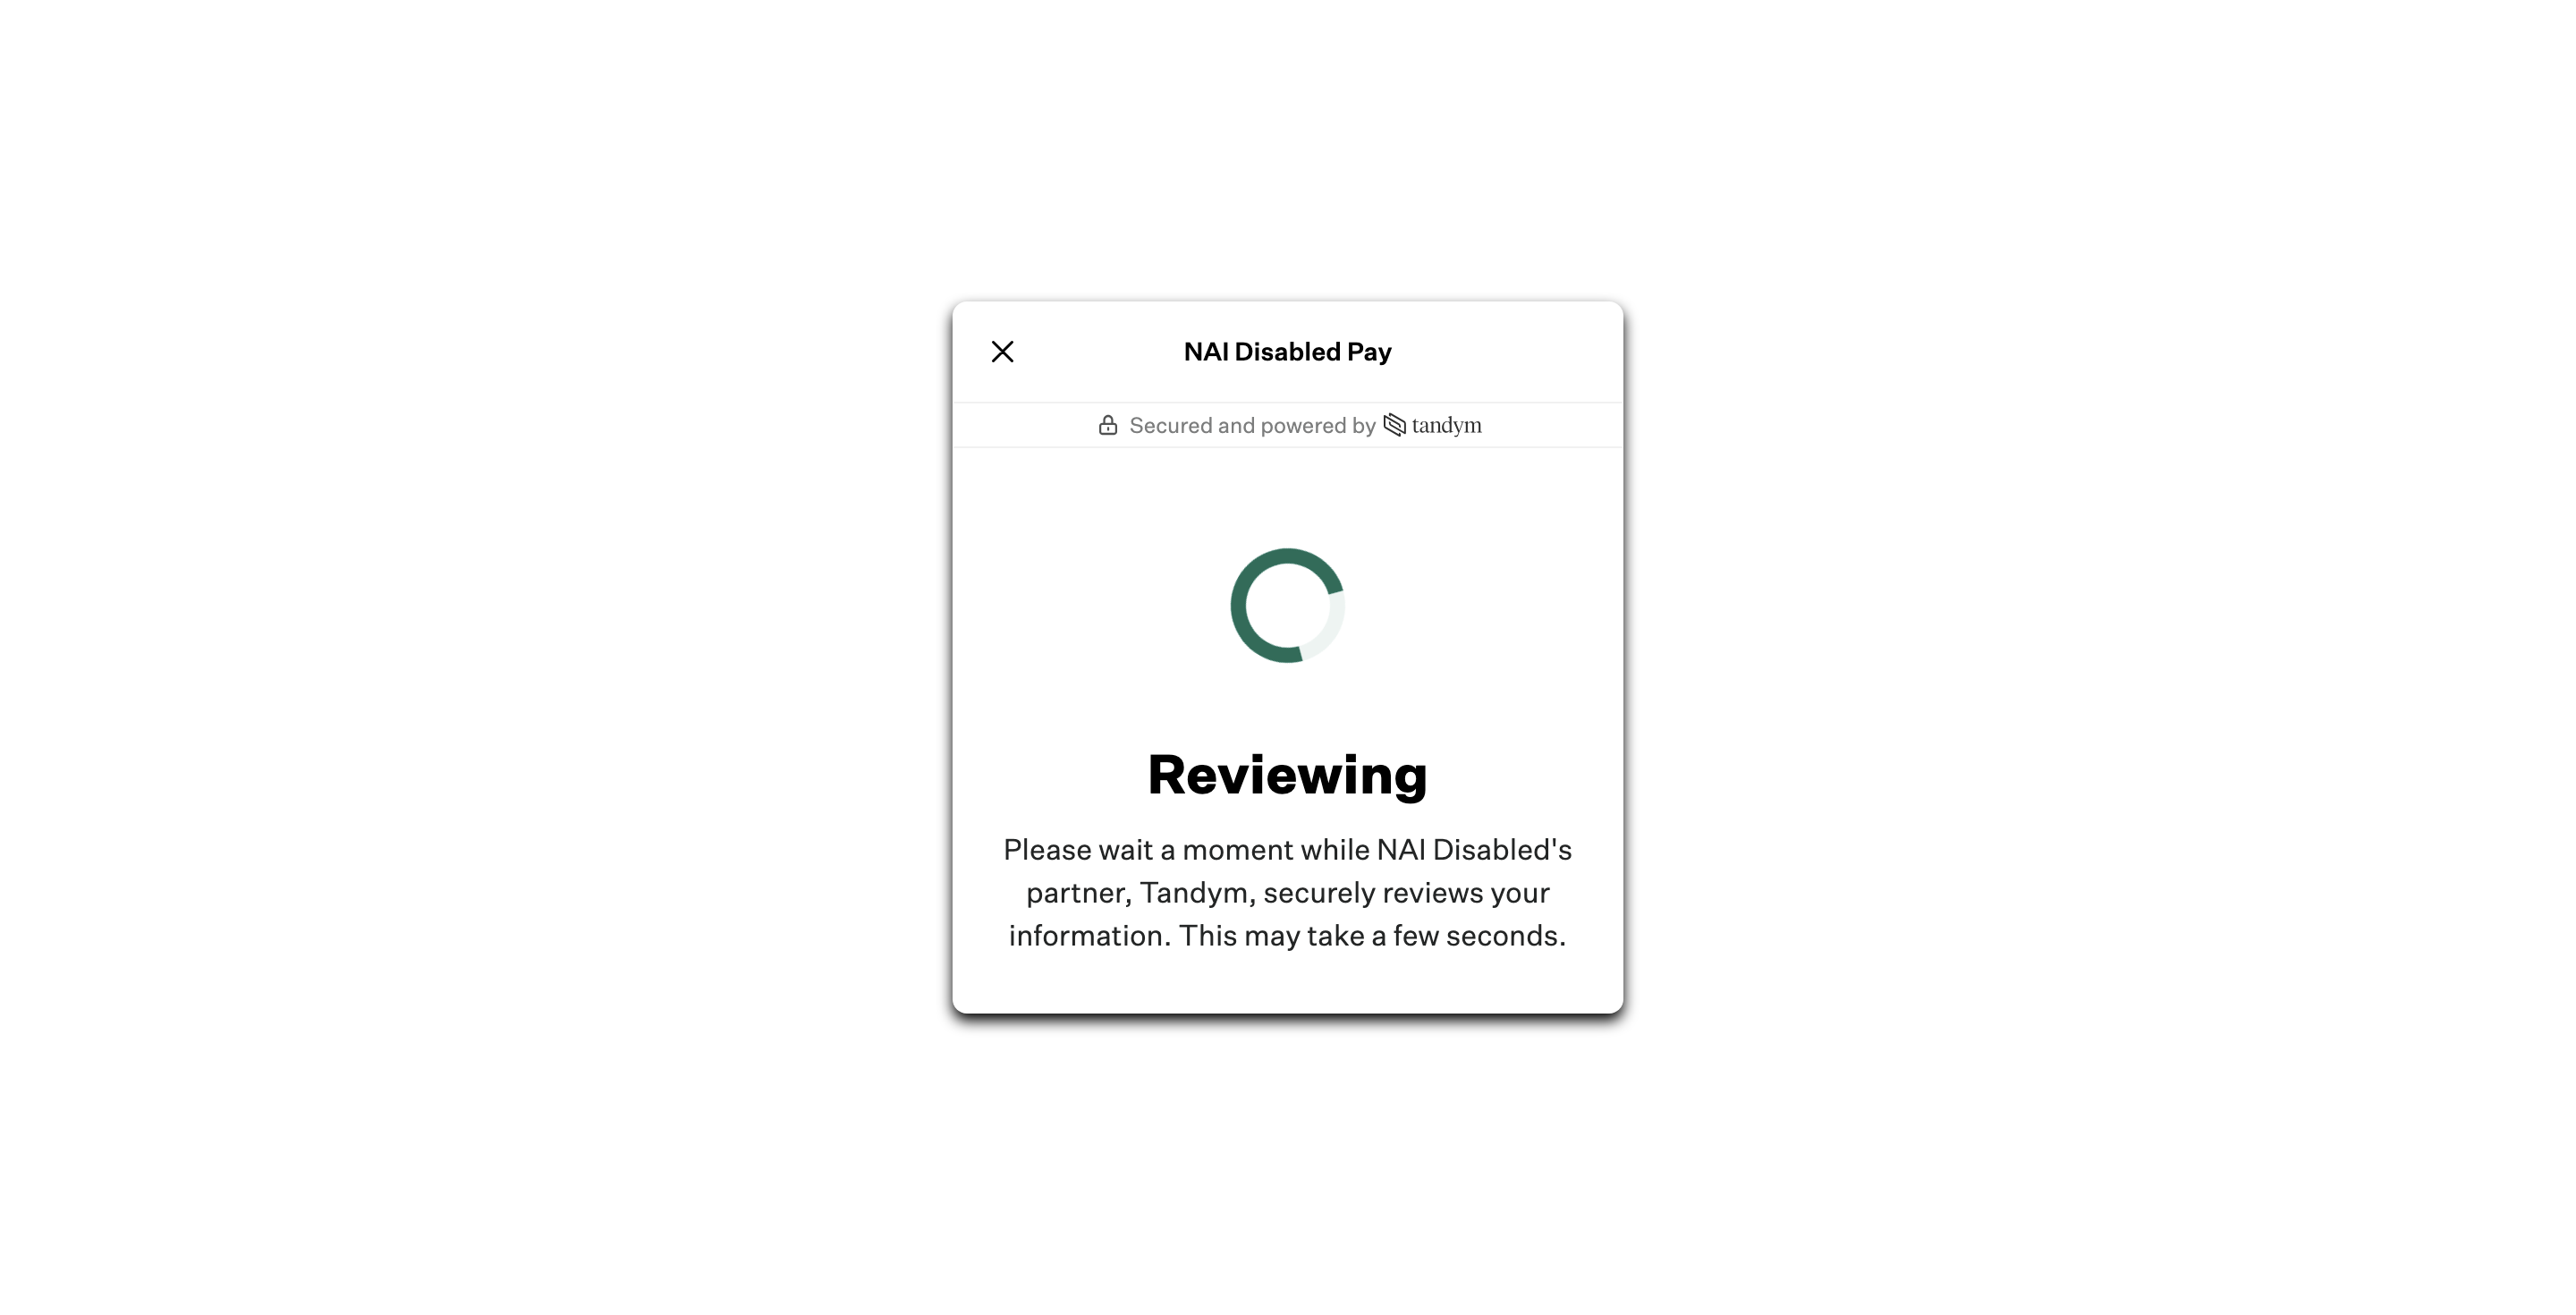 NAI Disabled Pay
Secured and powered by tandym
Reviewing
Please wait a moment while NAI Disabled's
partner, Tandym, securely reviews your
information. This may take a few seconds.